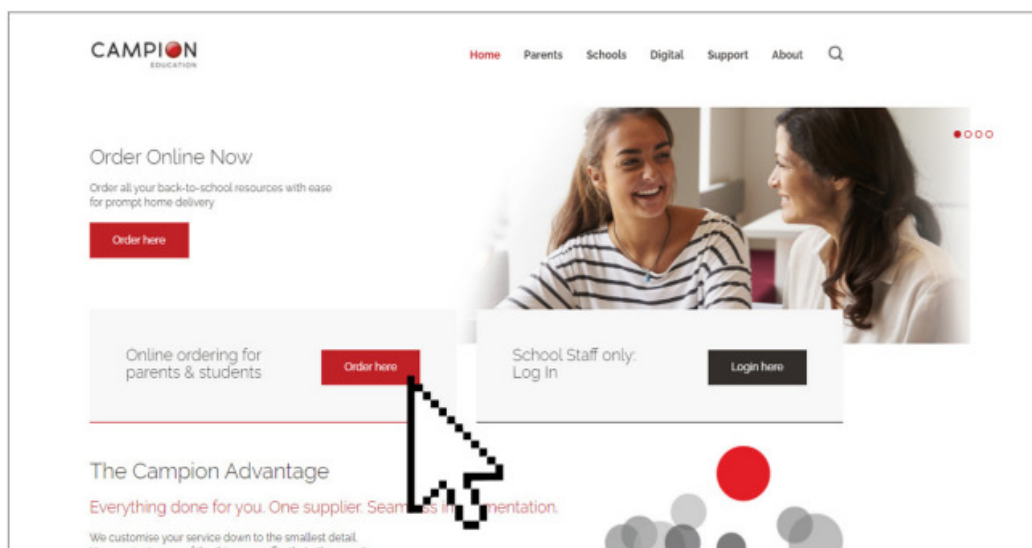 CAMPION
EDUCATION
Home Parents Schools Digital Support About
Order Online Now
Order all your back-to-school resources with ease
for prompt home delivery
Order here
Online ordering for
parents & students
Order here
School Staff only:
Log In
Login here
The Campion Advantage
Everything done for you. One supplier.
We customise your service down to the smallest detail.